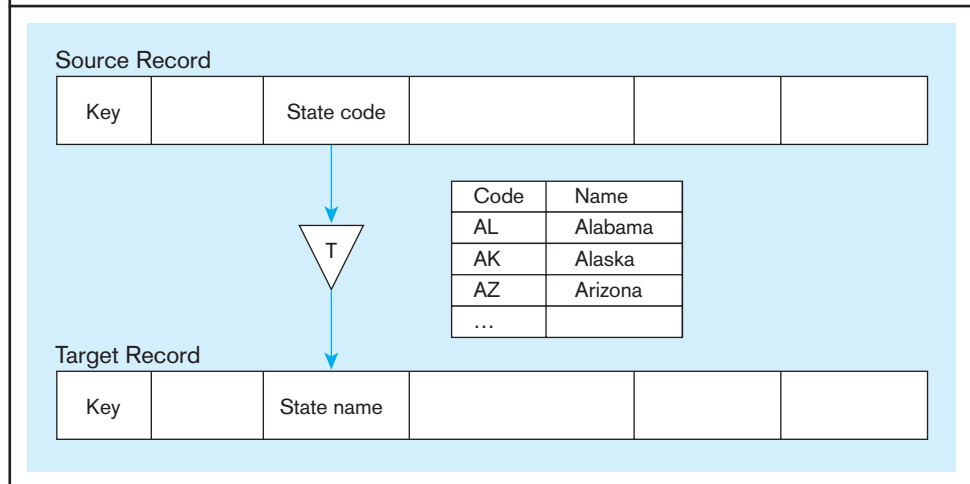 Source Record
Key State code
Code Name
AL Alabama
T
AK Alaska
AZ Arizona
…
Target Record
Key State name